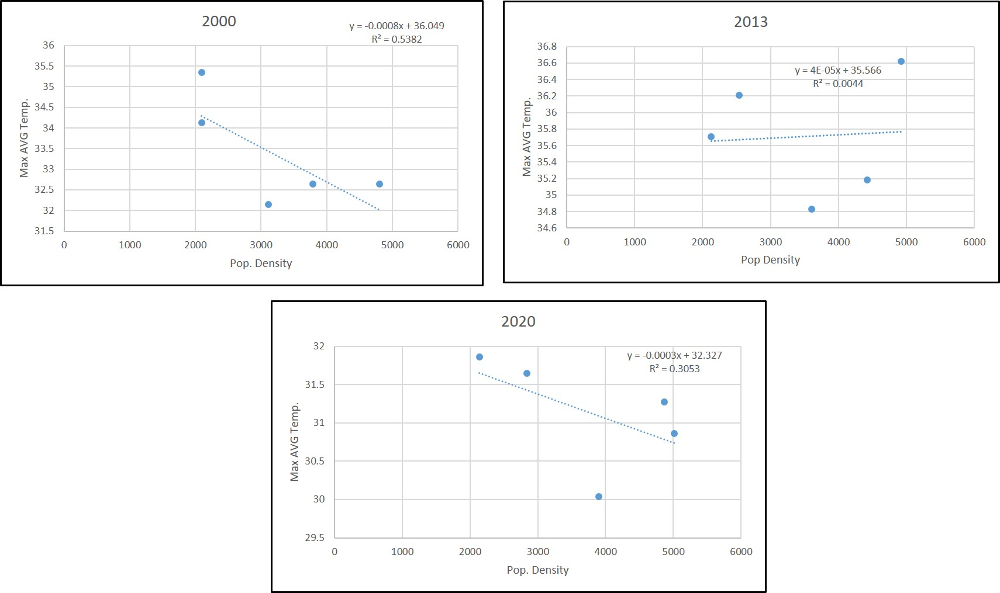 2000
y = -0.0008x + 36.049
R² = 0.5382
36
35.5
35
34.5
34
33.5
33
32.5
32
31.5
Max AVG Temp.
0 1000 2000 3000 4000 5000 6000
Pop. Density
2013
36.8
36.6
36.4
36.2
36
35.8
35.6
35.4
35.2
35
34.8
34.6
y = 4E-05x + 35.566
R² = 0.0044
Max AVG Temp.
0 1000 2000 3000 4000 5000 6000
Pop Density
2020
32
31.5
31
30.5
30
29.5
y = -0.0003x + 32.327
R² = 0.3053
Max AVG Temp.
0 1000 2000 3000 4000 5000 6000
Pop. Density